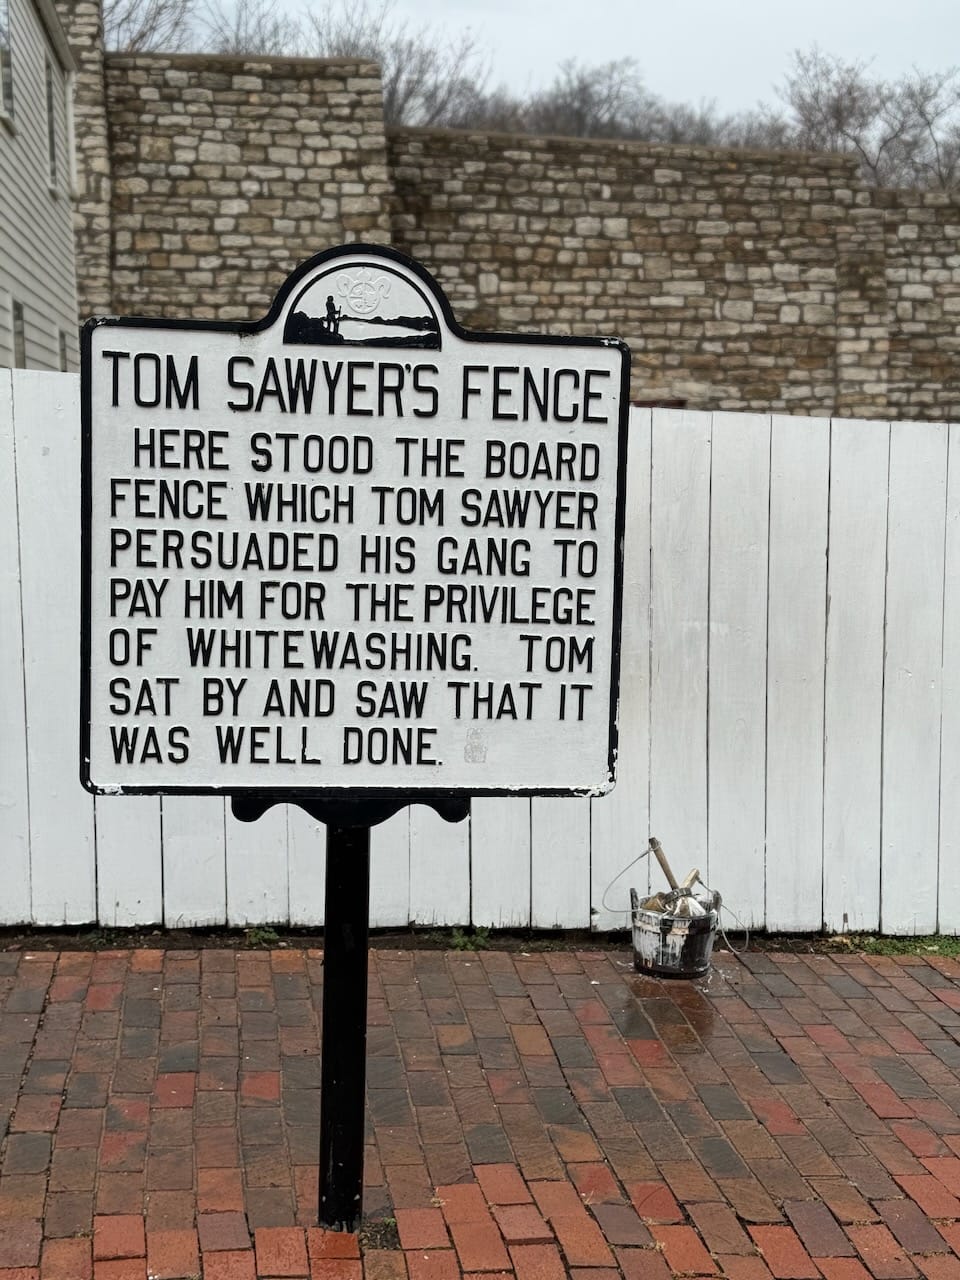 TOM SAWYER'S FENCE
HERE STOOD THE BOARD
FENCE WHICH TOM SAWYER
PERSUADED HIS GANG TO
PAY HIM FOR THE PRIVILEGE
OF WHITEWASHING. TOM
SAT BY AND SAW THAT IT
WAS WELL DONE.